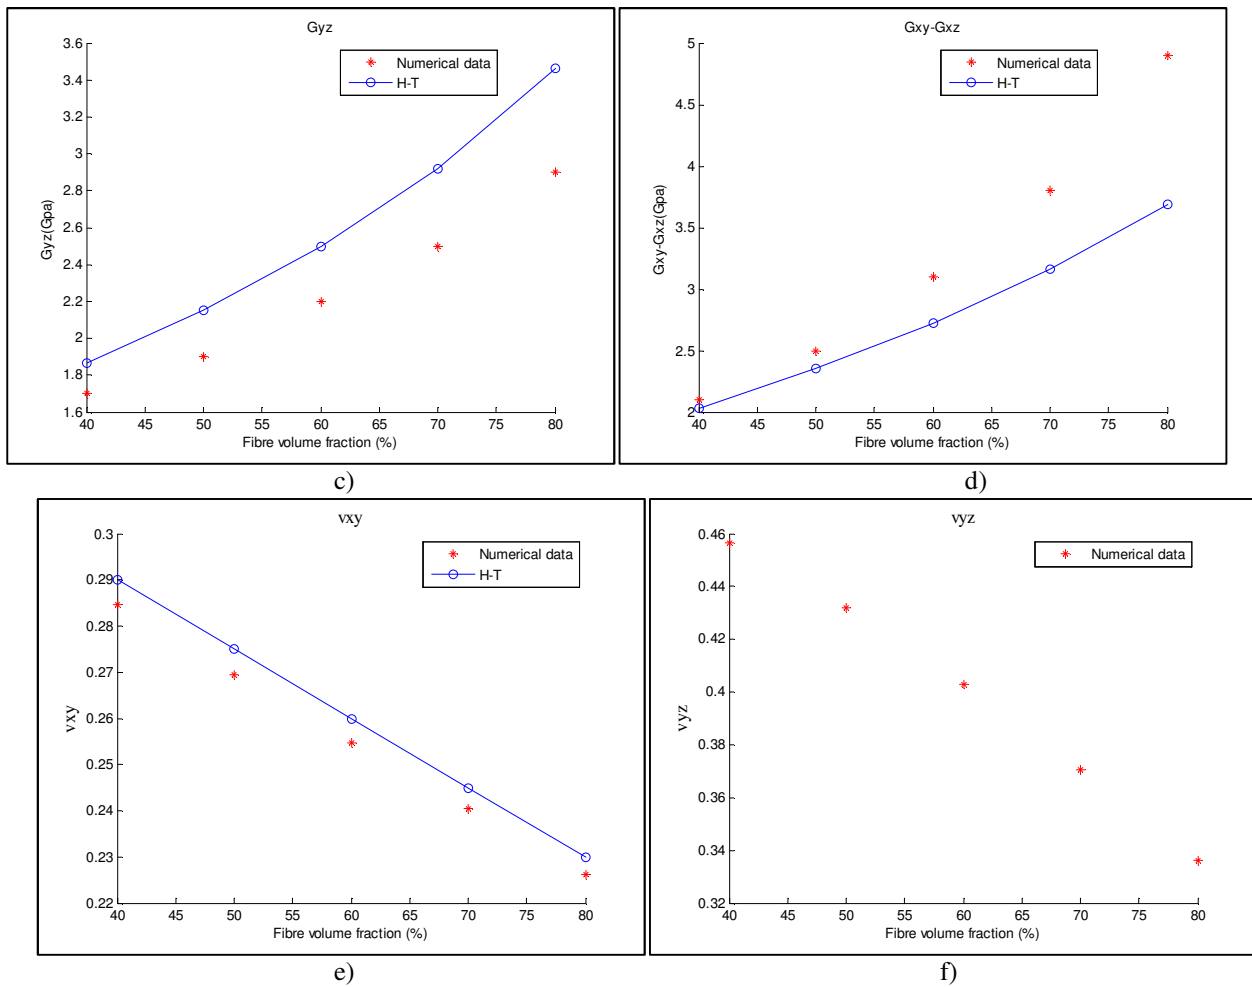 Gyz
3.6
3.4
3.2
3
2.8
2.6
2.4
2.2
2
1.8
1.6
Gyz(Gpa)
Numerical data
H-T
40 45 50 55 60 65 70 75 80
Fibre volume fraction (%)
c)
Gxy-Gxz
5
4.5
4
3.5
3
2.5
2
Gxy-Gxz(Gpa)
Numerical data
H-T
40 45 50 55 60 65 70 75 80
Fibre volume fraction (%)
d)
νxy
0.3
0.29
0.28
0.27
0.26
0.25
0.24
0.23
0.22
νxy
Numerical data
H-T
40 45 50 55 60 65 70 75 80
Fibre volume fraction (%)
e)
νyz
0.46
0.44
0.42
0.4
0.38
0.36
0.34
0.32
νyz
Numerical data
40 45 50 55 60 65 70 75 80
Fibre volume fraction (%)
f)